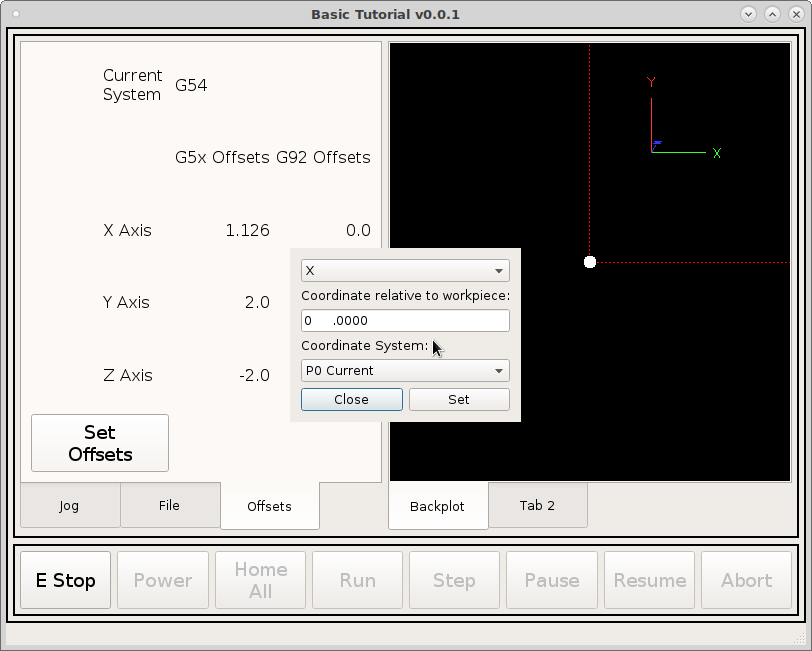 Basic Tutorial v0.0.1
Current
System
G54
G5x Offsets G92 Offsets
X Axis 1.126 0.0
Y Axis 2.0
Z Axis -2.0
Set
Offsets
X
Coordinate relative to workpiece:
0 .0000
Coordinate System:
P0 Current
Close Set
Y
Z
X
Jog File Offsets
Backplot Tab 2
E Stop Power Home
All Run Step Pause Resume Abort